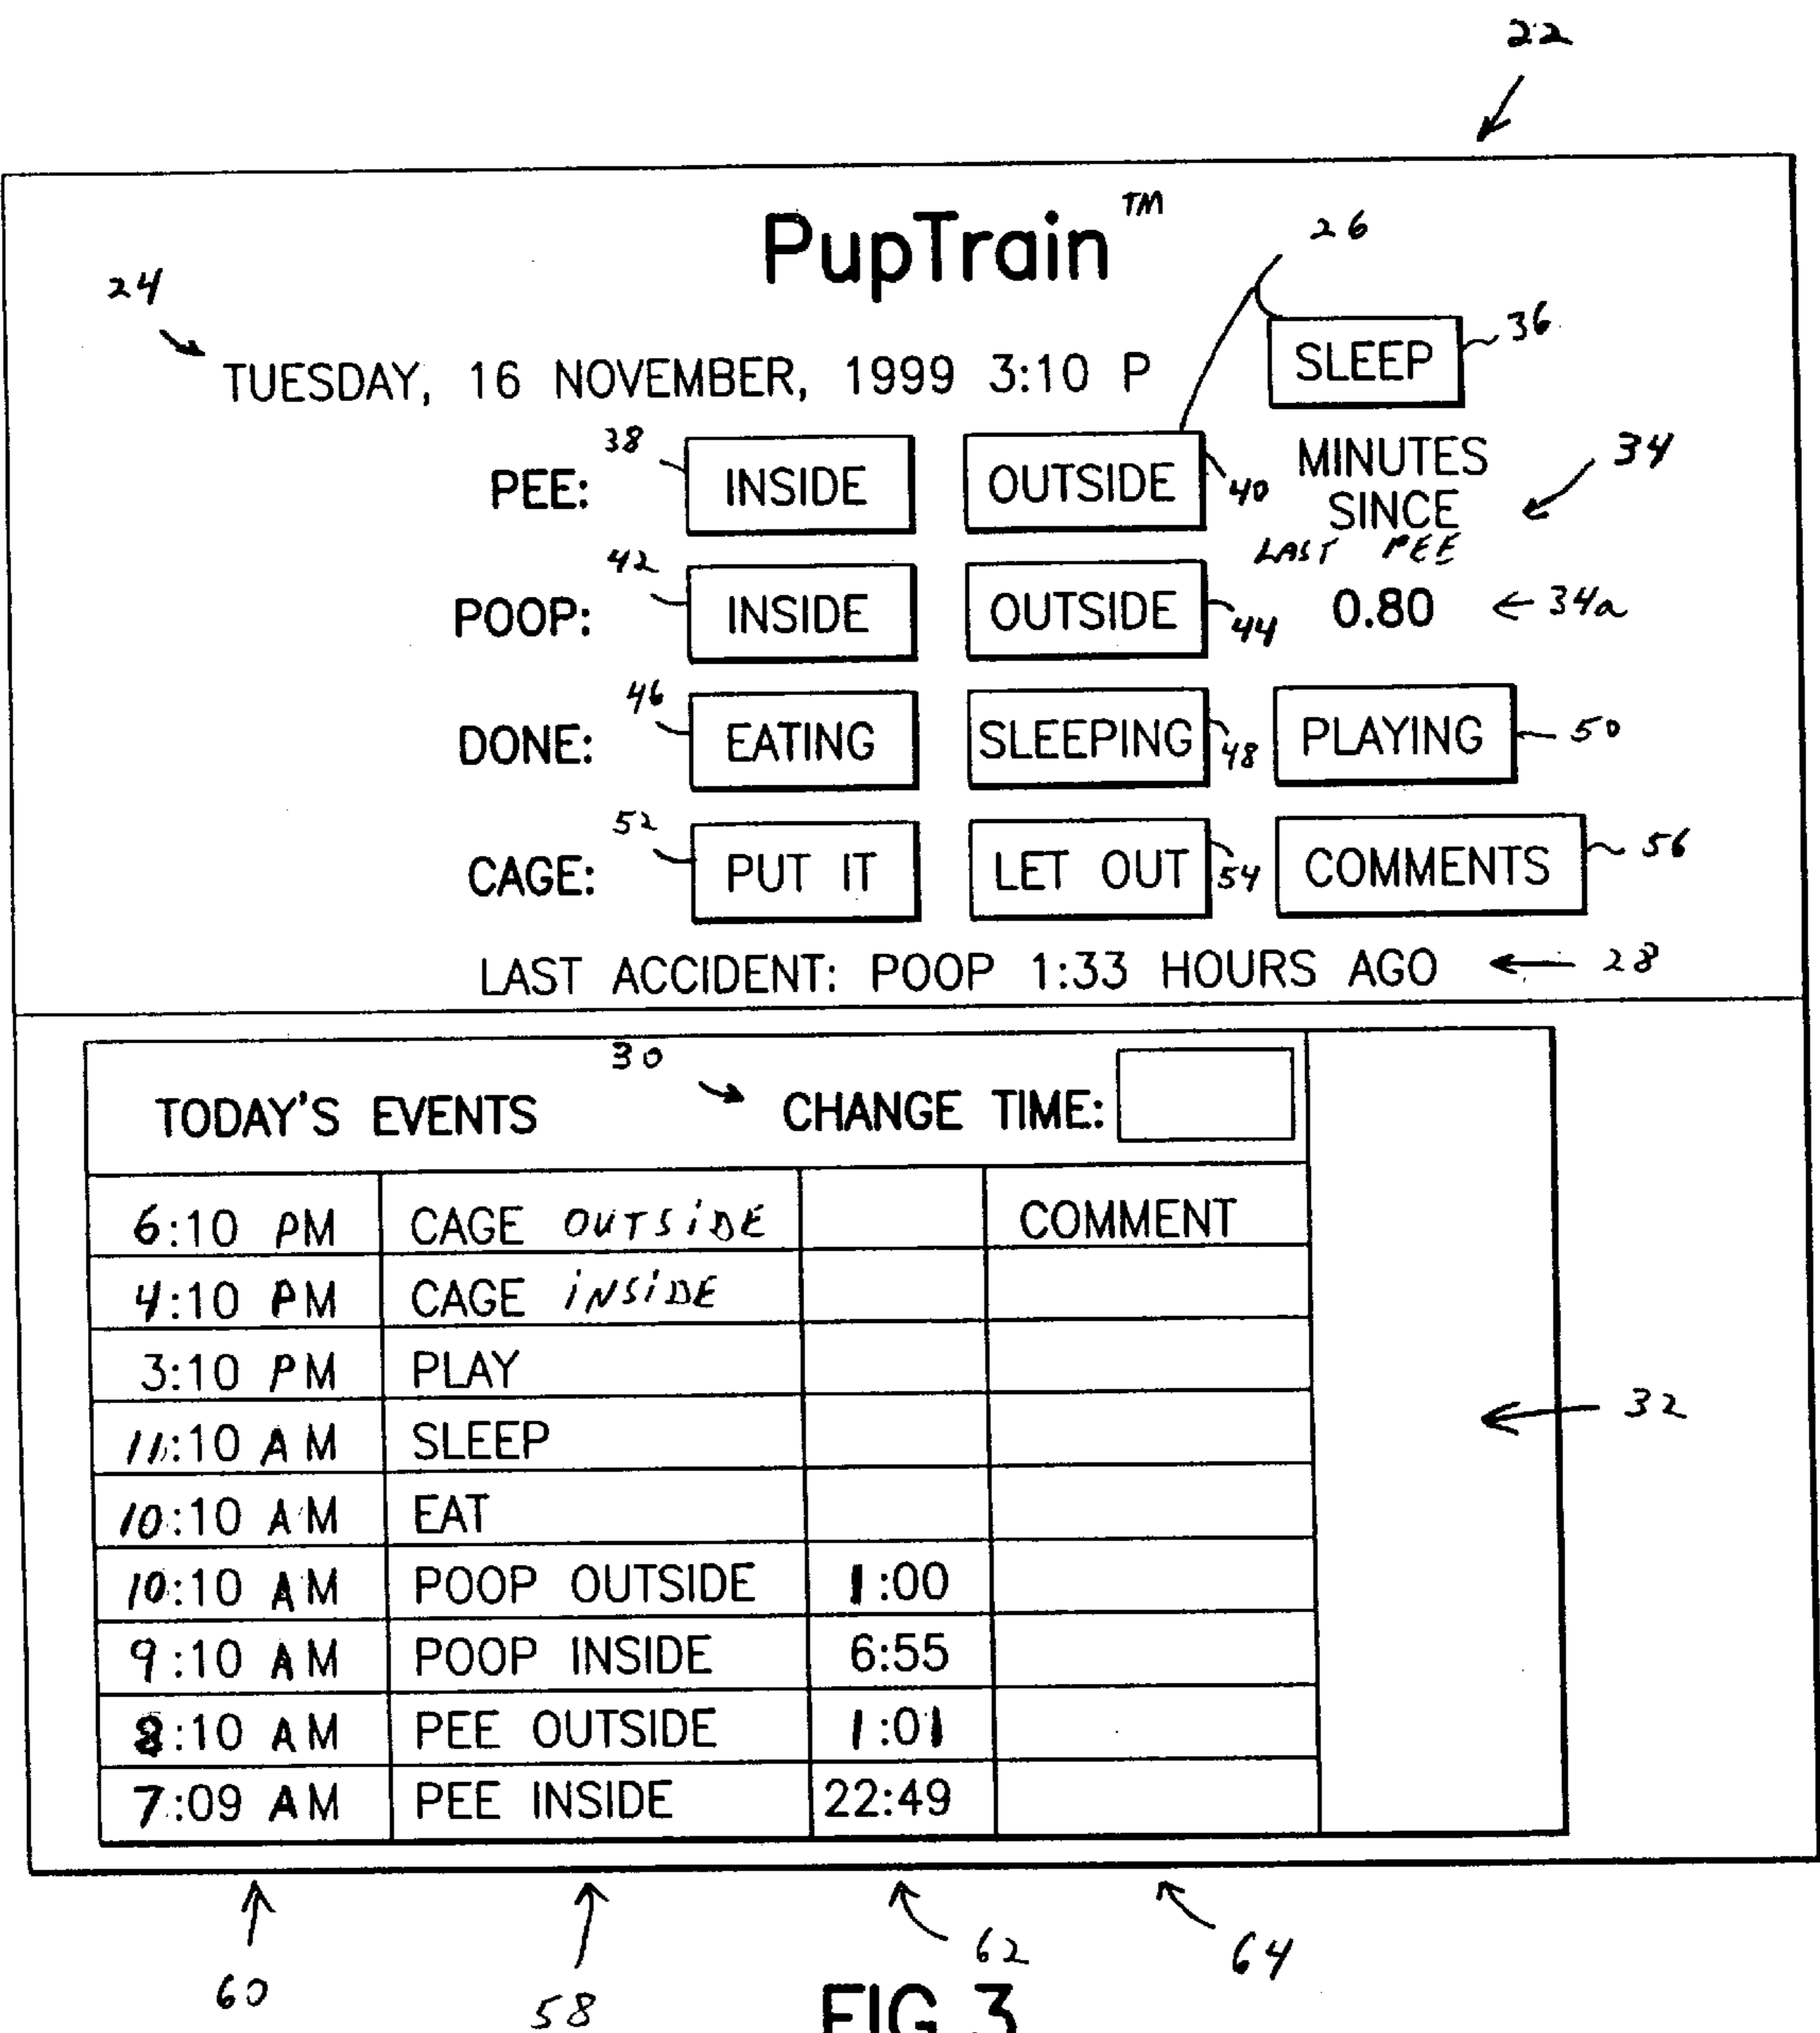 22
PupTrain™
26
24
TUESDAY, 16 NOVEMBER, 1999 3:10 P
SLEEP 36
PEE: 38 INSIDE OUTSIDE 40
MINUTES SINCE LAST PEE 34
POOP: 42 INSIDE OUTSIDE 44 0.80 34a
DONE: 46 EATING SLEEPING 48 PLAYING 50
CAGE: 52 PUT IT LET OUT 54 COMMENTS 56
LAST ACCIDENT: POOP 1:33 HOURS AGO 28
TODAY'S EVENTS 30 CHANGE TIME:
6:10 PM CAGE OUTSIDE COMMENT
4:10 PM CAGE INSIDE
3:10 PM PLAY
32
11:10 AM SLEEP
10:10 AM EAT
10:10 AM POOP OUTSIDE 1:00
9:10 AM POOP INSIDE 6:55
8:10 AM PEE OUTSIDE 1:01
7:09 AM PEE INSIDE 22:49
60 58 62 64
FIG.3